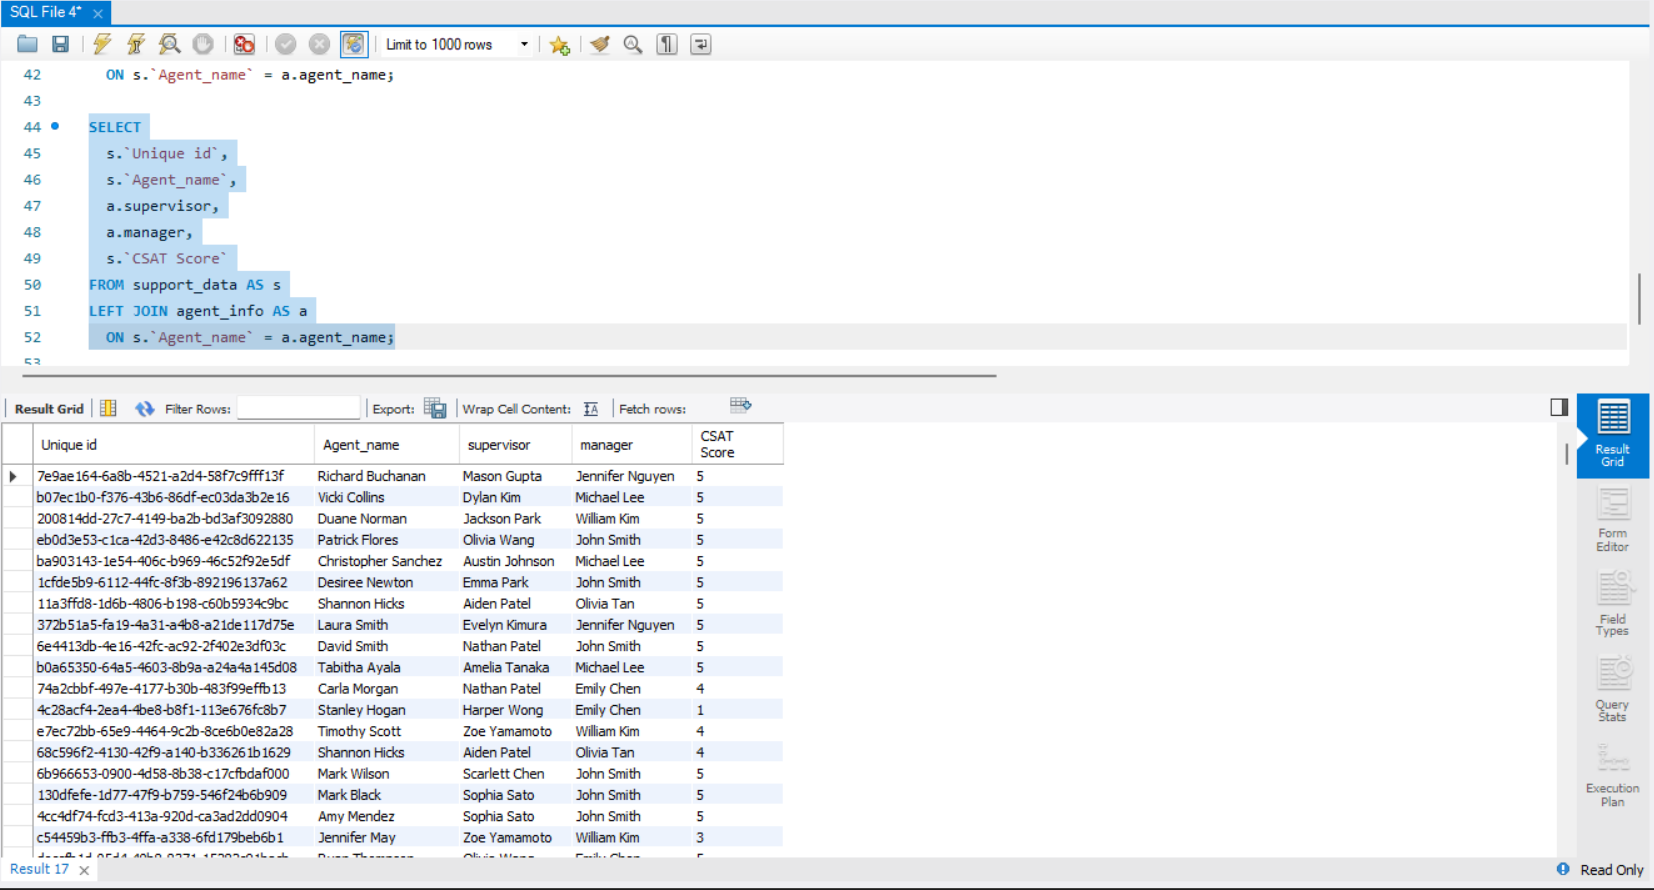 SQL File 4*
Limit to 1000 rows
42 ON s.`Agent_name` = a.agent_name;
43
44 SELECT
45 s.`Unique id`,
46 s.`Agent_name`,
47 a.supervisor,
48 a.manager,
49 s.`CSAT Score`
50 FROM support_data AS s
51 LEFT JOIN agent_info AS a
52 ON s.`Agent_name` = a.agent_name;
53
Result Grid Filter Rows: Export: Wrap Cell Content: Fetch rows:
Unique id Agent_name supervisor manager CSAT Score
7e9ae164-6a8b-4521-a2d4-58f7c9fff13f Richard Buchanan Mason Gupta Jennifer Nguyen 5
b07ec1b0-f376-43b6-86df-ec03da3b2e16 Vicki Collins Dylan Kim Michael Lee 5
200814dd-27c7-4149-ba2b-bd3af3092880 Duane Norman Jackson Park William Kim 5
eb0d3e53-c1ca-42d3-8486-e42c8d622135 Patrick Flores Olivia Wang John Smith 5
ba903143-1e54-406c-b969-46c52f92e5df Christopher Sanchez Austin Johnson Michael Lee 5
1cfde5b9-6112-44fc-8f3b-892196137a62 Desiree Newton Emma Park John Smith 5
11a3ffd8-1d6b-4806-b198-c60b5934c9bc Shannon Hicks Aiden Patel Olivia Tan 5
372b51a5-fa19-4a31-a4b8-a21de117d75e Laura Smith Evelyn Kimura Jennifer Nguyen 5
6e4413db-4e16-42fc-ac92-2f402e3df03c David Smith Nathan Patel John Smith 5
b0a65350-64a5-4603-8b9a-a24a4a145d08 Tabitha Ayala Amelia Tanaka Michael Lee 5
74a2cbbf-497e-4177-b30b-483f99effb13 Carla Morgan Nathan Patel Emily Chen 4
4c28acf4-2ea4-4be8-b8f1-113e676fc8b7 Stanley Hogan Harper Wong Emily Chen 1
e7ec72bb-65e9-4464-9c2b-8ce6b0e82a28 Timothy Scott Zoe Yamamoto William Kim 4
68c596f2-4130-42f9-a140-b336261b1629 Shannon Hicks Aiden Patel Olivia Tan 4
6b966653-0900-4d58-8b38-c17cfbdaf000 Mark Wilson Scarlett Chen John Smith 5
130dfefe-1d77-47f9-b759-546f24b6b909 Mark Black Sophia Sato John Smith 5
4cc4df74-fcd3-413a-920d-ca3ad2dd0904 Amy Mendez Sophia Sato John Smith 5
c54459b3-ffb3-4ffa-a338-6fd179beb6b1 Jennifer May Zoe Yamamoto William Kim 3
Result
Grid
Form
Editor
Field
Types
Query
Stats
Execution
Plan
Result 17
Read Only